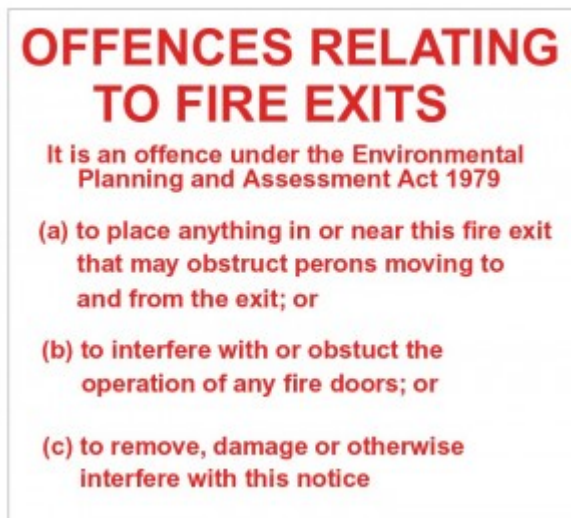 OFFENCES RELATING
TO FIRE EXITS
It is an offence under the Environmental
Planning and Assessment Act 1979
(a) to place anything in or near this fire exit
that may obstruct perons moving to
and from the exit; or
(b) to interfere with or obstuct the
operation of any fire doors; or
(c) to remove, damage or otherwise
interfere with this notice